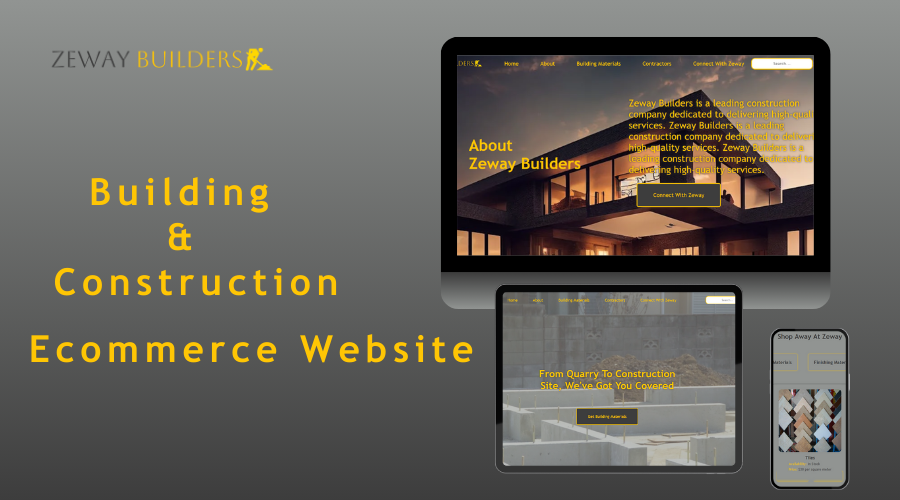 ZEWAY BUILDERS
Building
&
Construction
Ecommerce Website
DERS
Home About Building Materials Contractors Connect With Zeway Search...
About
Zeway Builders
Zeway Builders is a leading construction
company dedicated to delivering high-quali
services. Zeway Builders is a leading
construction company dedicated to deliveri
high-quality services. Zeway Builders is a
leading construction company dedicated to
delivering high-quality services.
Connect With Zeway
Home About Building Materials Contractors Connect With Zeway Search
From Quarry To Construction
Site, We've Got You Covered
Get Building Materials
Shop Away At Zeway
aterials Finishing Mater
Tiles